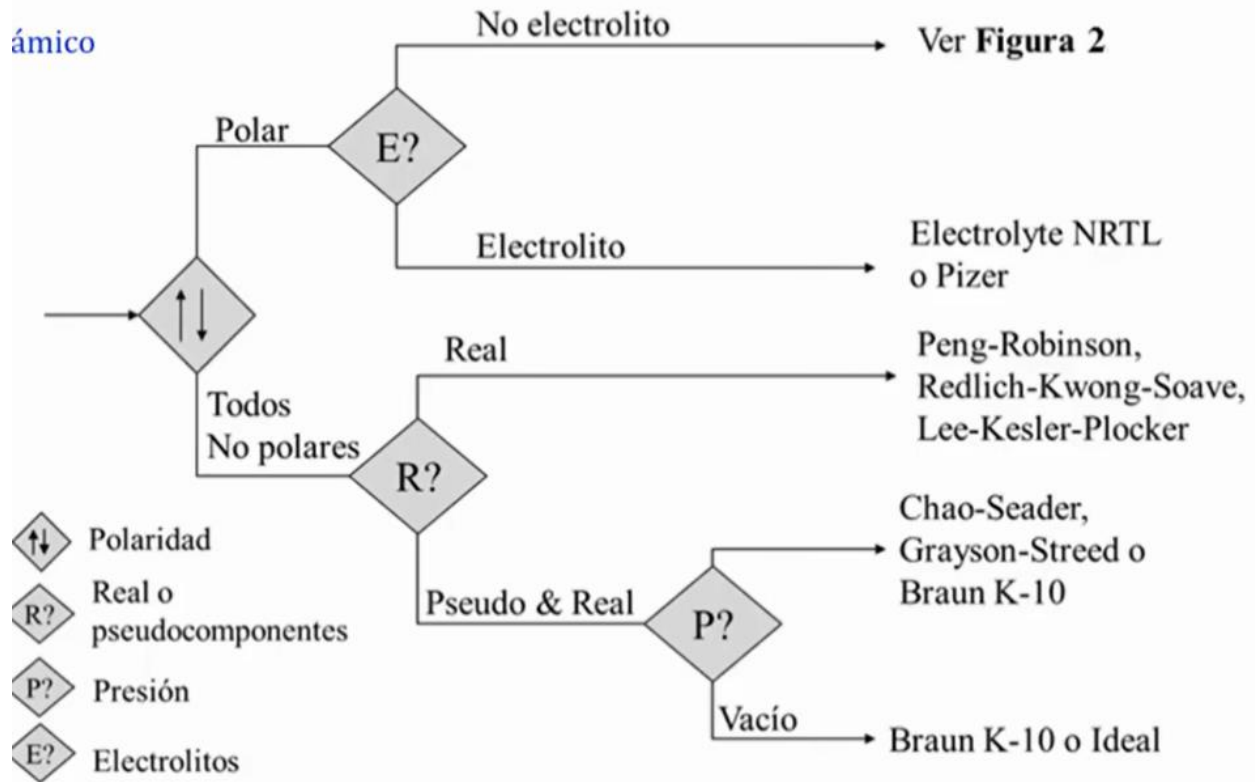 ámico
No electrolito
Ver Figura 2
Polar
E?
Electrolito
Electrolyte NRTL
o Pizer
Real
Peng-Robinson,
Redlich-Kwong-Soave,
Lee-Kesler-Plocker
Todos
No polares
R?
Chao-Seader,
Grayson-Streed o
Braun K-10
Pseudo & Real
P?
Vacío
Braun K-10 o Ideal
Polaridad
R?
Real o
pseudocomponentes
P?
Presión
E?
Electrolitos